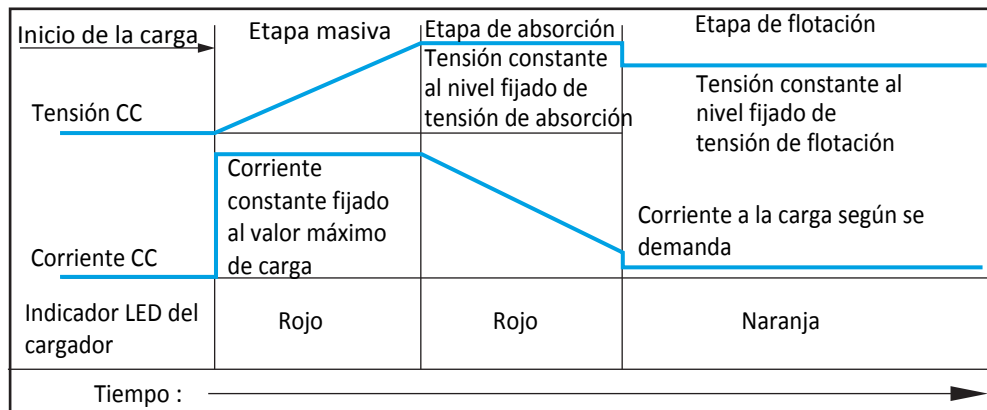 Inicio de la carga
Etapa masiva
Etapa de absorción
Etapa de flotación
Tensión CC
Tensión constante
al nivel fijado de
tensión de absorción
Tensión constante al
nivel fijado de
tensión de flotación
Corriente CC
Corriente
constante fijado
al valor máximo
de carga
Corriente a la carga según se
demanda
Indicador LED del
cargador
Rojo
Rojo
Naranja
Tiempo :